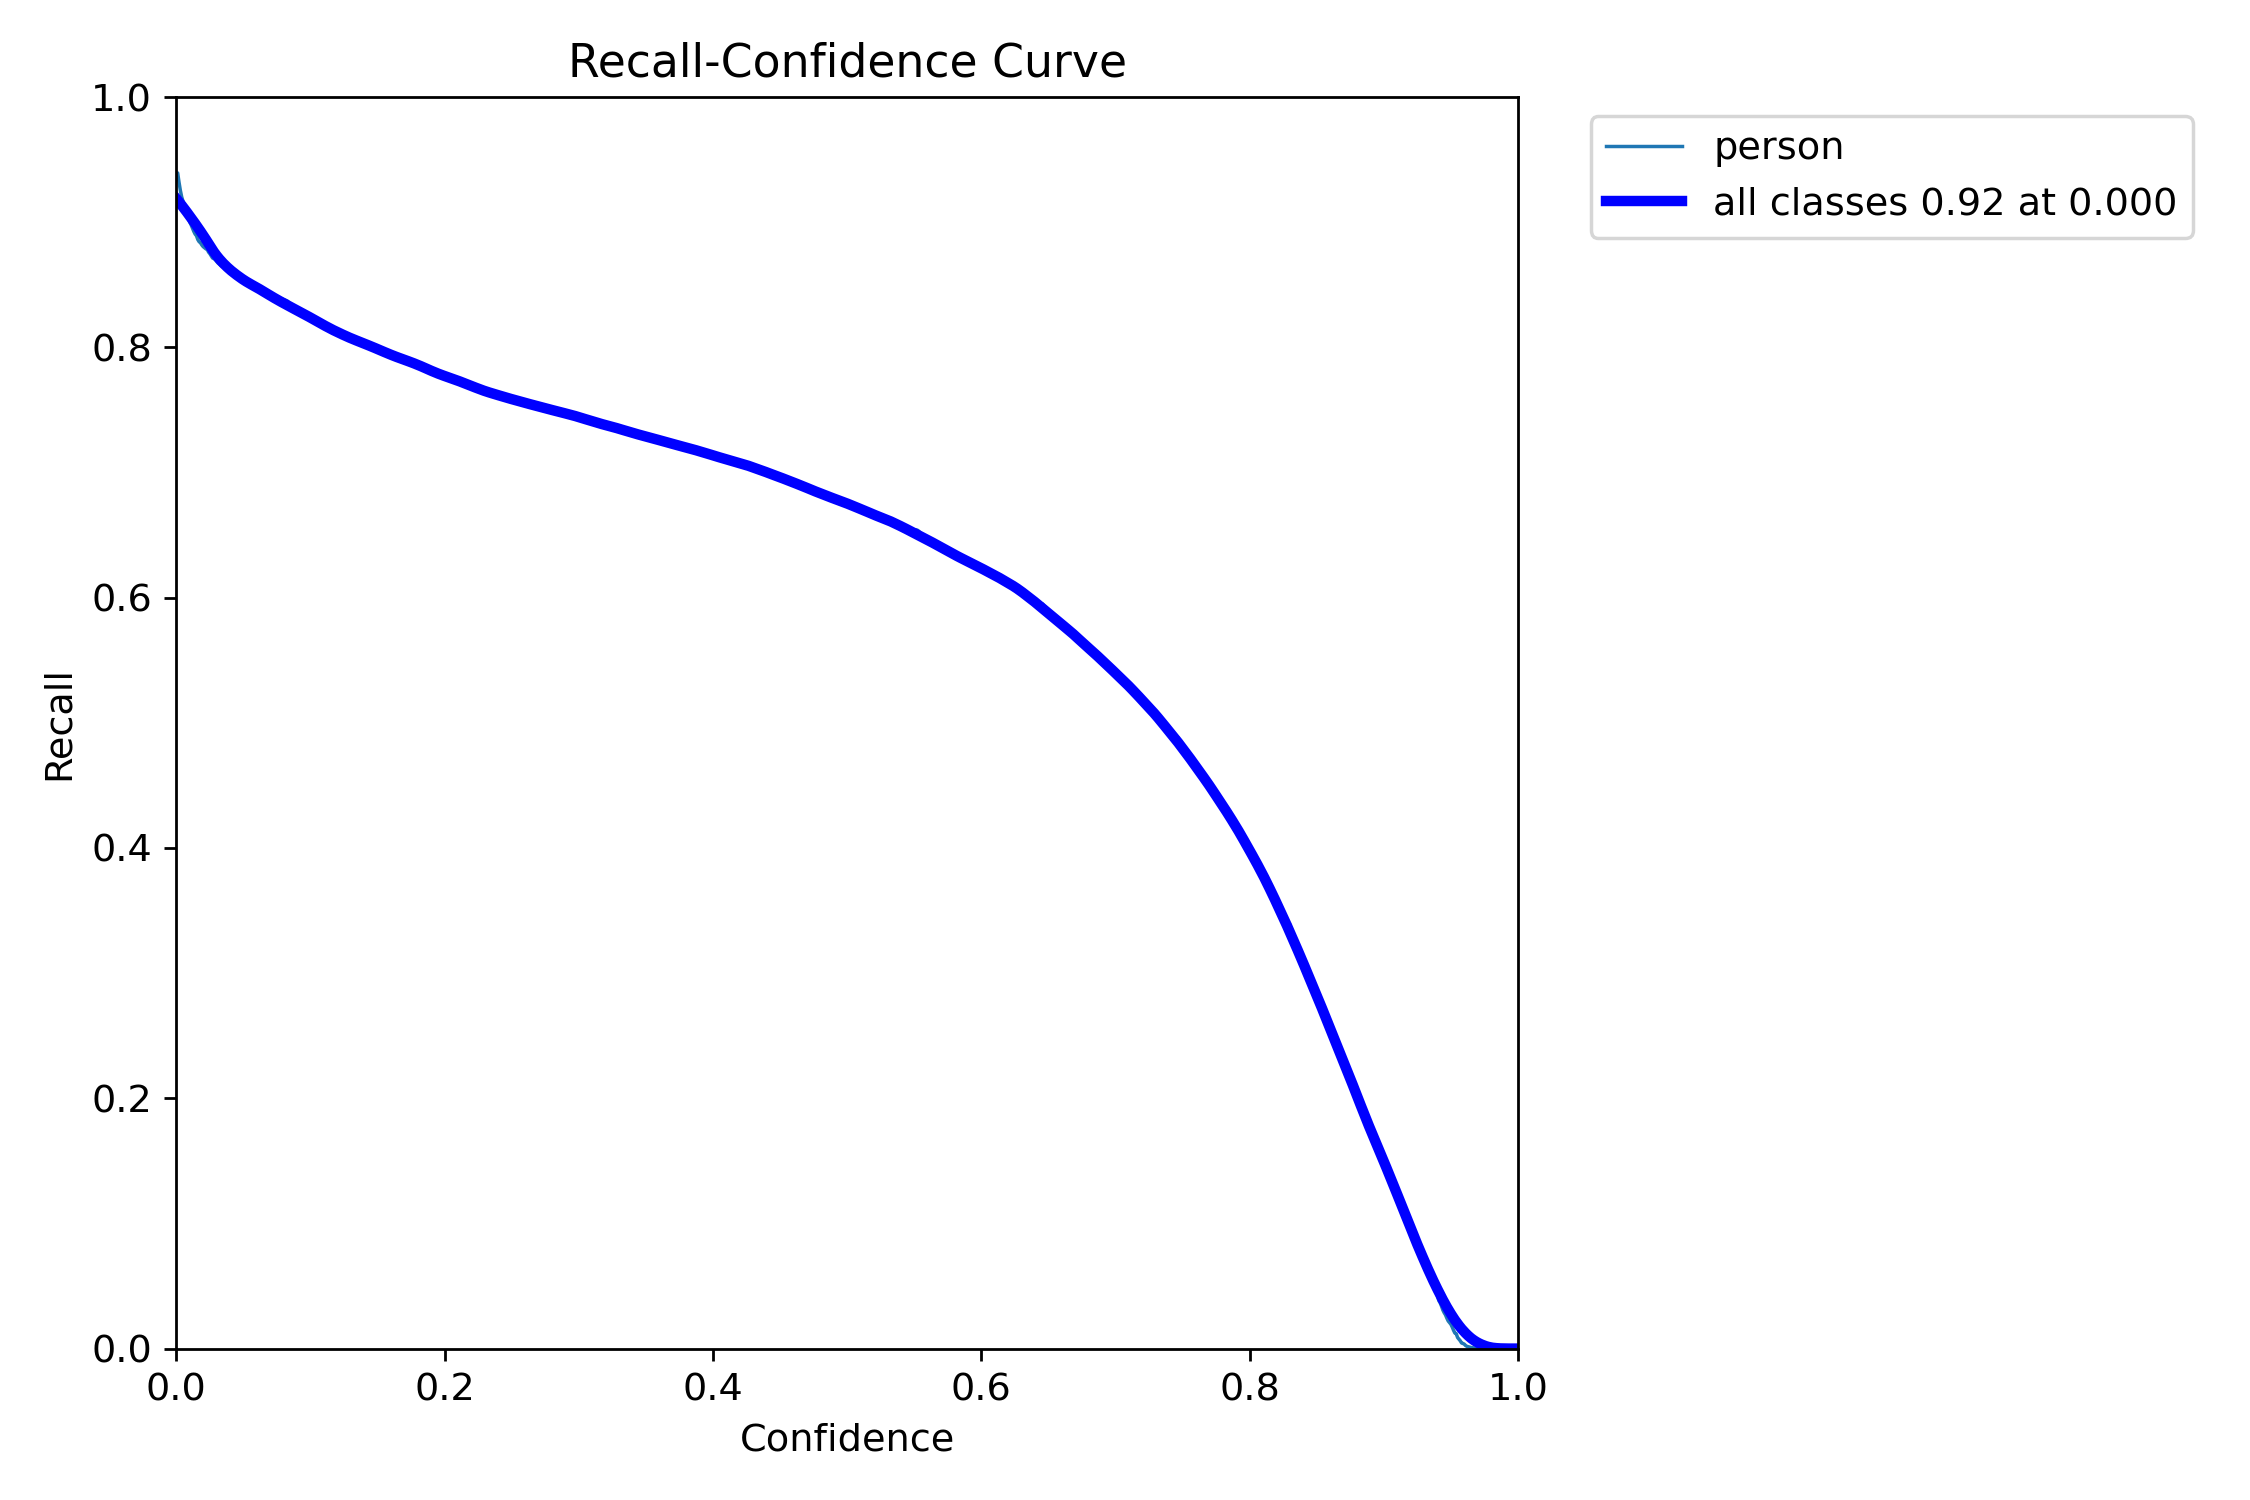 Recall-Confidence Curve
1.0
0.8
0.6
0.4
0.2
0.0
Recall
0.0 0.2 0.4 0.6 0.8 1.0
Confidence
person
all classes 0.92 at 0.000